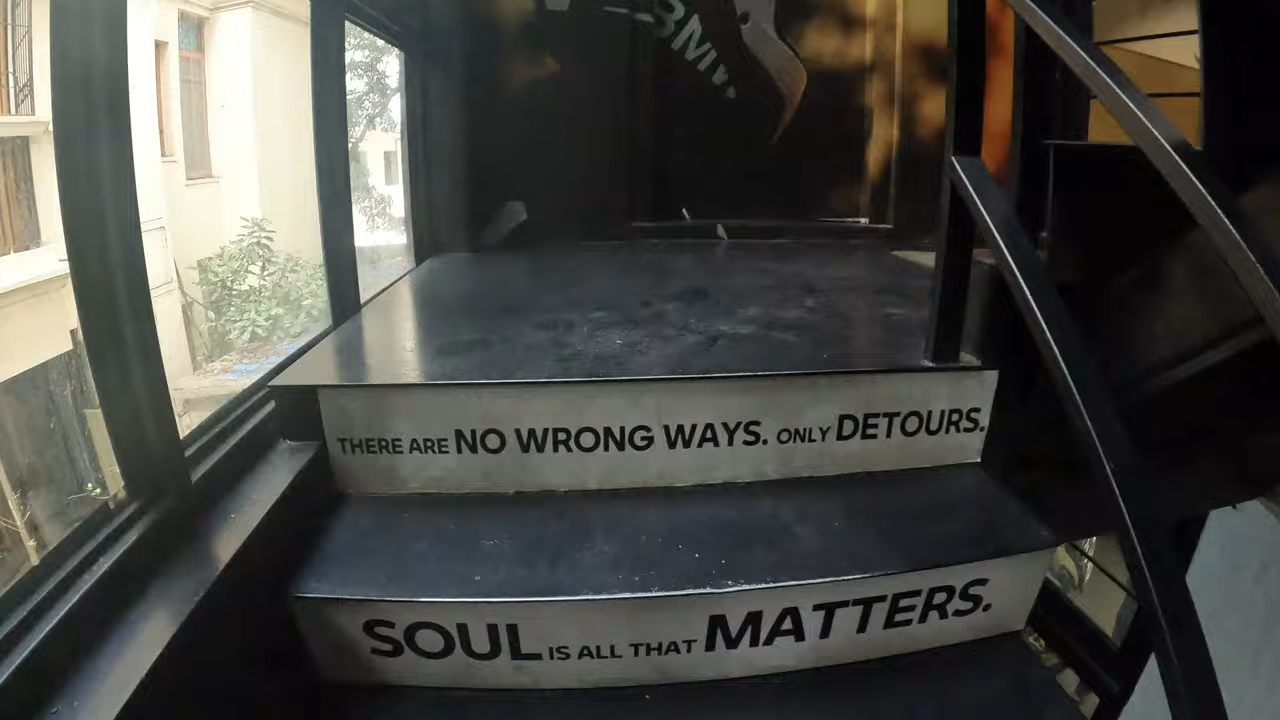 THERE ARE NO WRONG WAYS. ONLY DETOURS.
SOUL IS ALL THAT MATTERS.